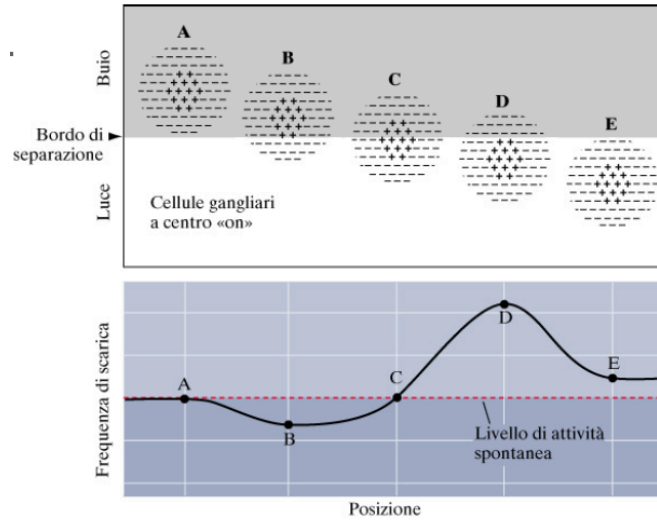 A
B
C
D
E
Buio
Bordo di
separazione
Luce
Cellule gangliari
a centro «on»
Frequenza di scarica
A
B
C
D
E
Livello di attività
spontanea
Posizione